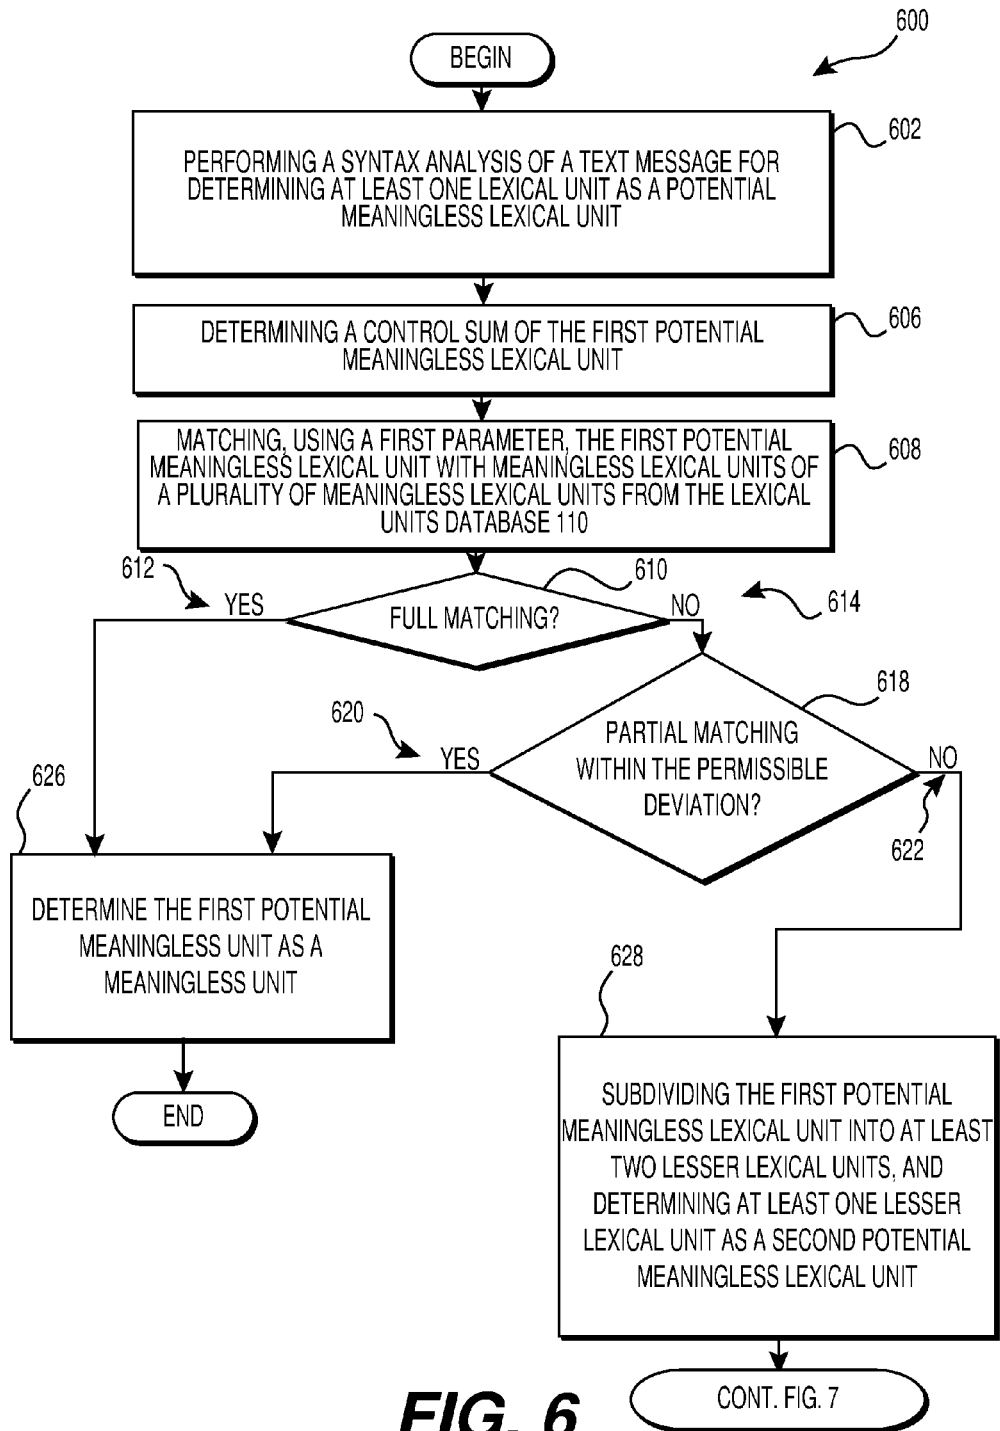 600
BEGIN
602
PERFORMING A SYNTAX ANALYSIS OF A TEXT MESSAGE FOR
DETERMINING AT LEAST ONE LEXICAL UNIT AS A POTENTIAL
MEANINGLESS LEXICAL UNIT
606
DETERMINING A CONTROL SUM OF THE FIRST POTENTIAL
MEANINGLESS LEXICAL UNIT
608
MATCHING, USING A FIRST PARAMETER, THE FIRST POTENTIAL
MEANINGLESS LEXICAL UNIT WITH MEANINGLESS LEXICAL UNITS OF
A PLURALITY OF MEANINGLESS LEXICAL UNITS FROM THE LEXICAL
UNITS DATABASE 110
612
610
614
YES
FULL MATCHING?
NO
618
620
PARTIAL MATCHING
WITHIN THE PERMISSIBLE
DEVIATION?
YES
NO
622
626
DETERMINE THE FIRST POTENTIAL
MEANINGLESS UNIT AS A
MEANINGLESS UNIT
END
628
SUBDIVIDING THE FIRST POTENTIAL
MEANINGLESS LEXICAL UNIT INTO AT LEAST
TWO LESSER LEXICAL UNITS, AND
DETERMINING AT LEAST ONE LESSER
LEXICAL UNIT AS A SECOND POTENTIAL
MEANINGLESS LEXICAL UNIT
CONT. FIG. 7
FIG. 6